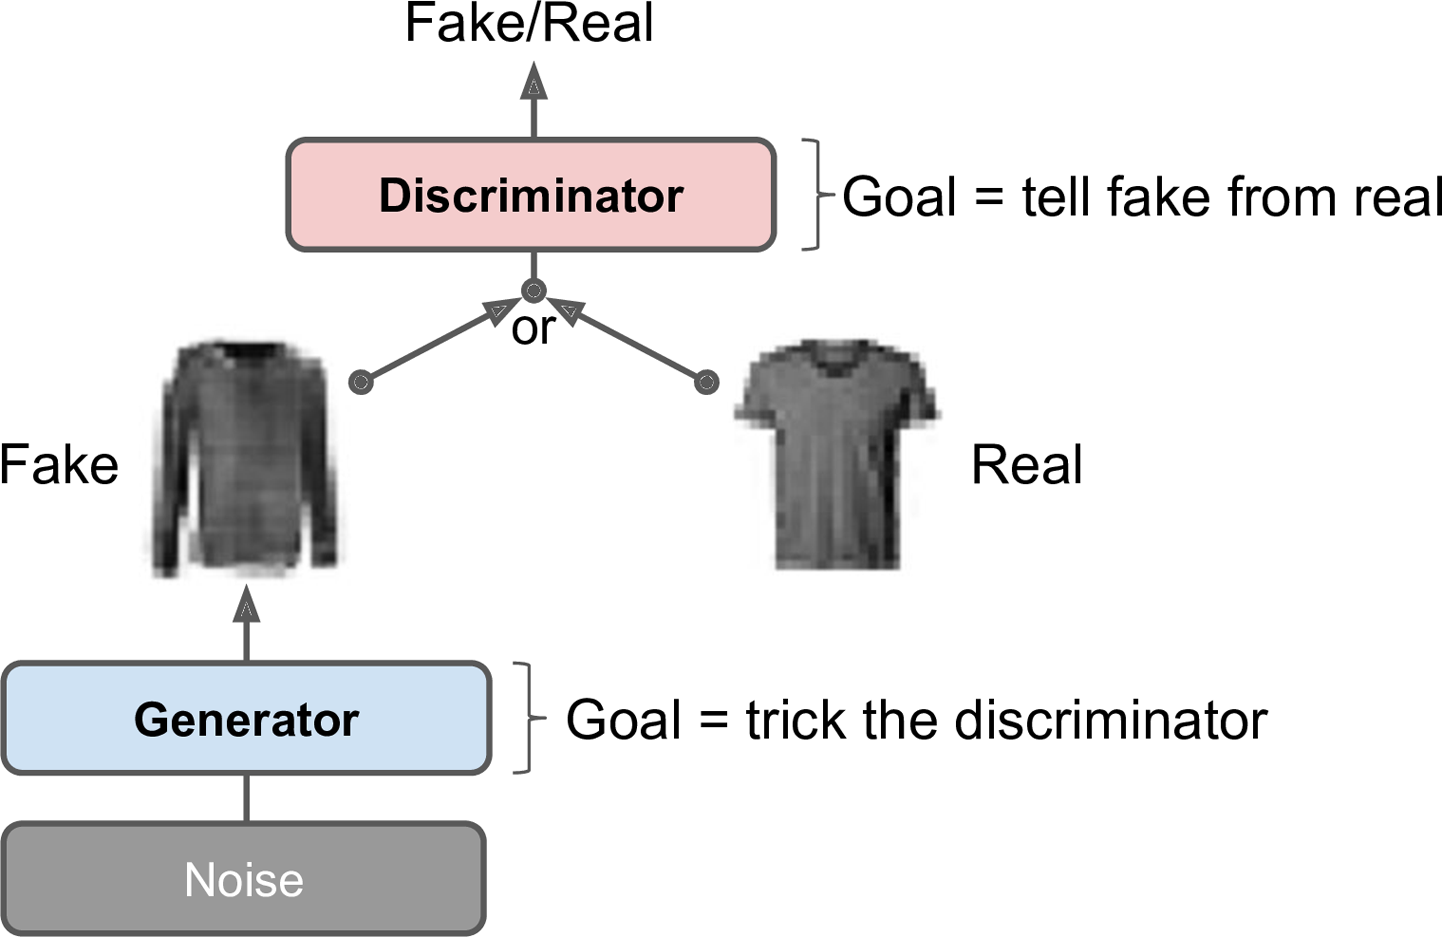 Fake/Real
Discriminator
Goal = tell fake from real
or
Fake
Real
Generator
Goal = trick the discriminator
Noise